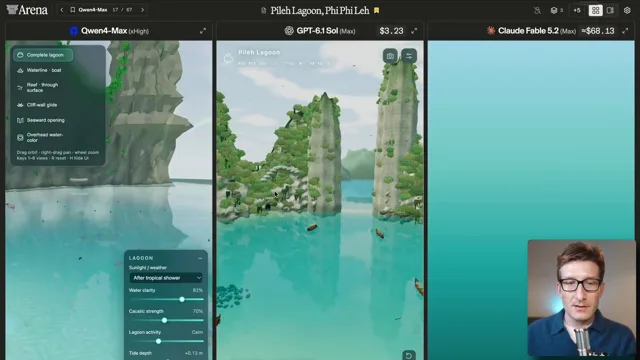 Arena
17 / 67
Qwen4-Max
Pileh Lagoon, Phi Phi Leh
3
+5
Qwen4-Max (xHigh)
GPT-6.1 Sol (Max)
$3.23
Claude Fable 5.2 (Max)
≈$68.13
Complete lagoon
Waterline · boat
Reef · through surface
Cliff-wall glide
Seaward opening
Overhead water-color
Drag orbit · right-drag pan · wheel zoom
Keys 1–6 views · R reset · H hide UI
Pileh Lagoon
LAGOON
Sunlight / weather
After tropical shower
Water clarity
82%
Caustic strength
70%
Lagoon activity
Calm
Tide depth
+0.12 m